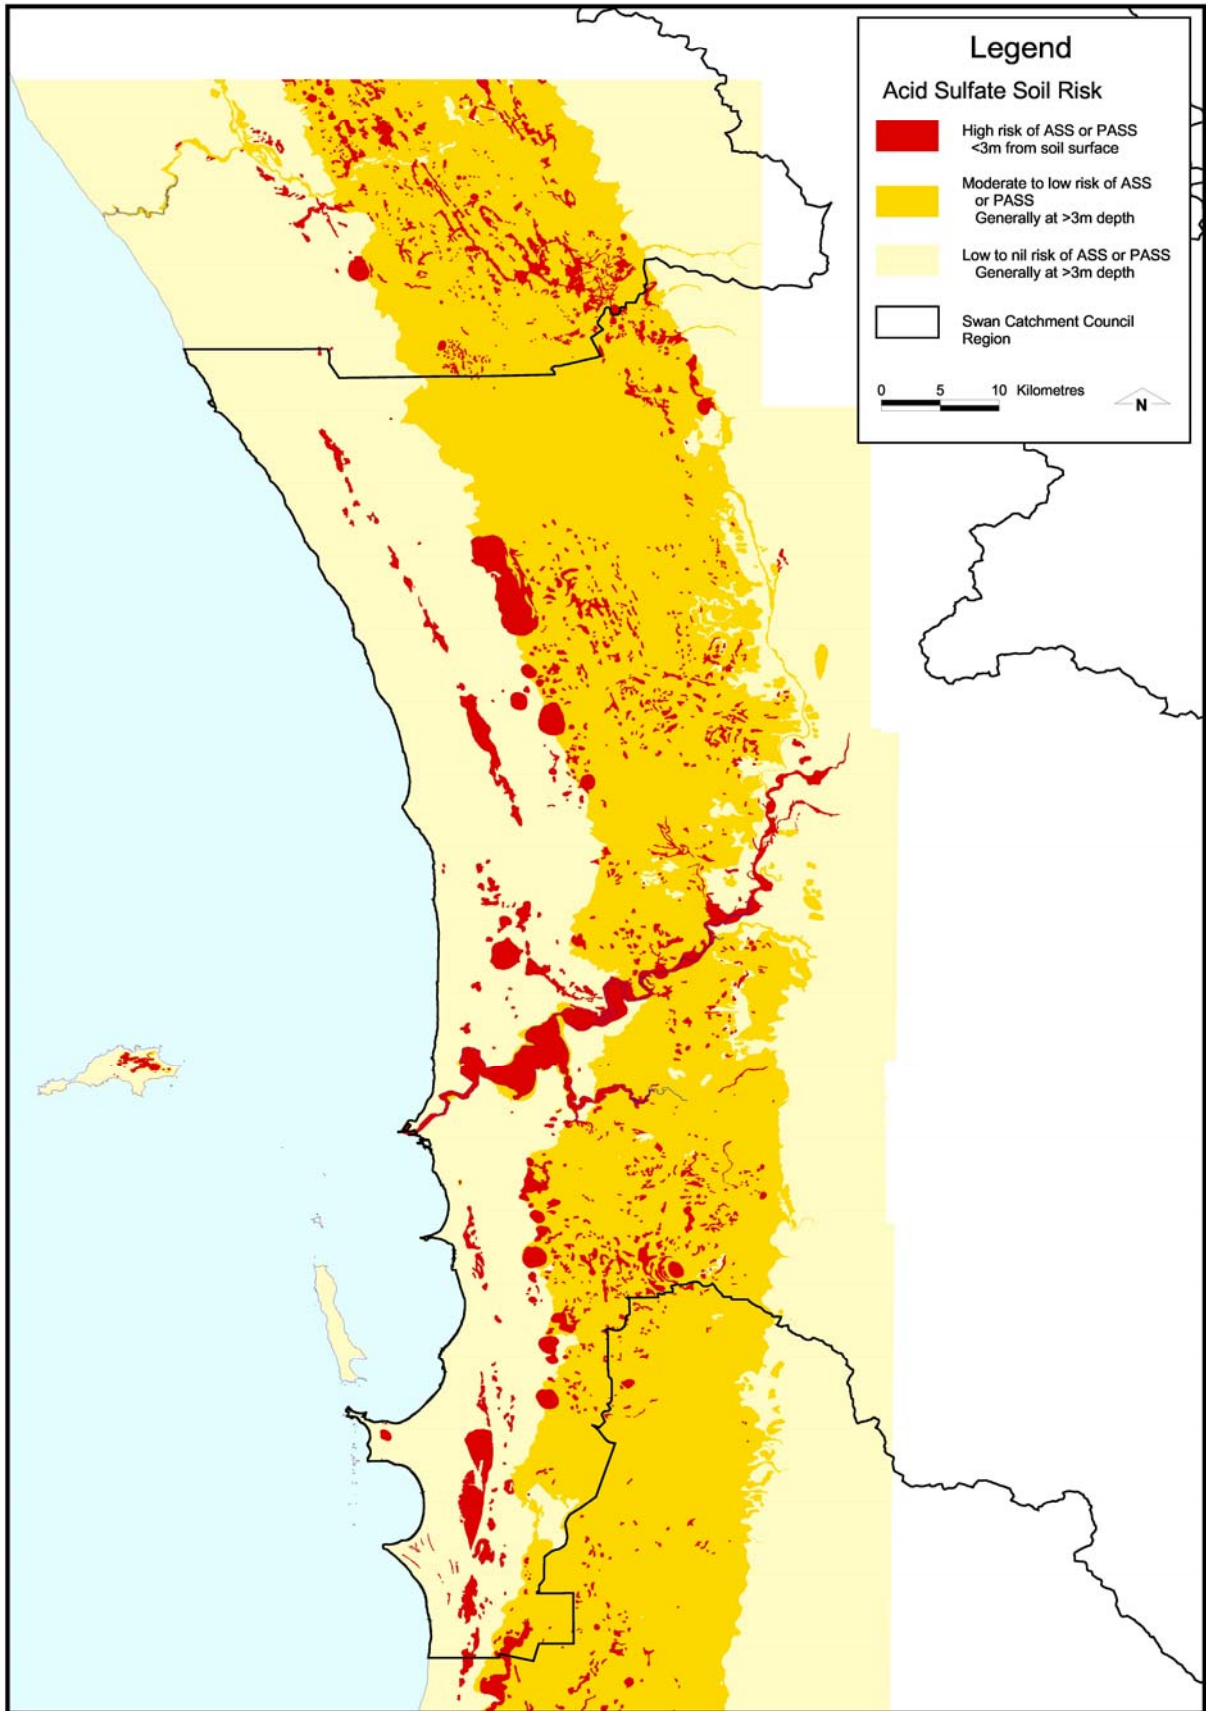 Legend
Acid Sulfate Soil Risk
High risk of ASS or PASS
<3m from soil surface
Moderate to low risk of ASS
or PASS
Generally at >3m depth
Low to nil risk of ASS or PASS
Generally at >3m depth
Swan Catchment Council
Region
0 5 10 Kilometres
N